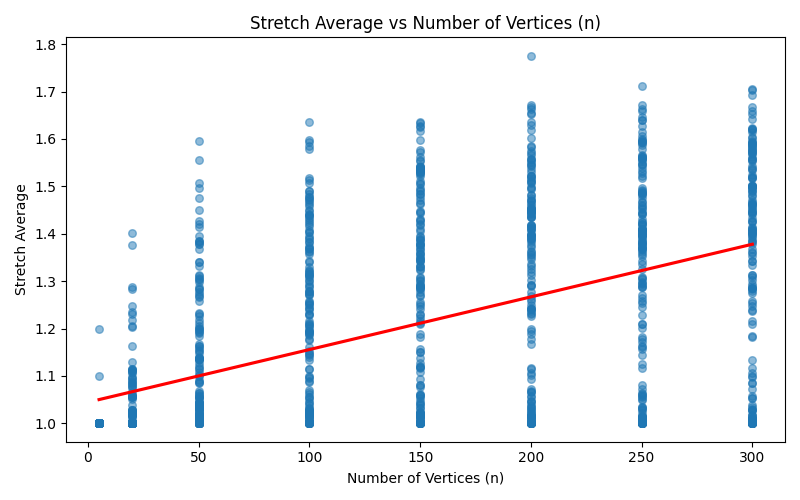 Stretch Average vs Number of Vertices (n)
Stretch Average
1.8
1.7
1.6
1.5
1.4
1.3
1.2
1.1
1.0
0 50 100 150 200 250 300
Number of Vertices (n)